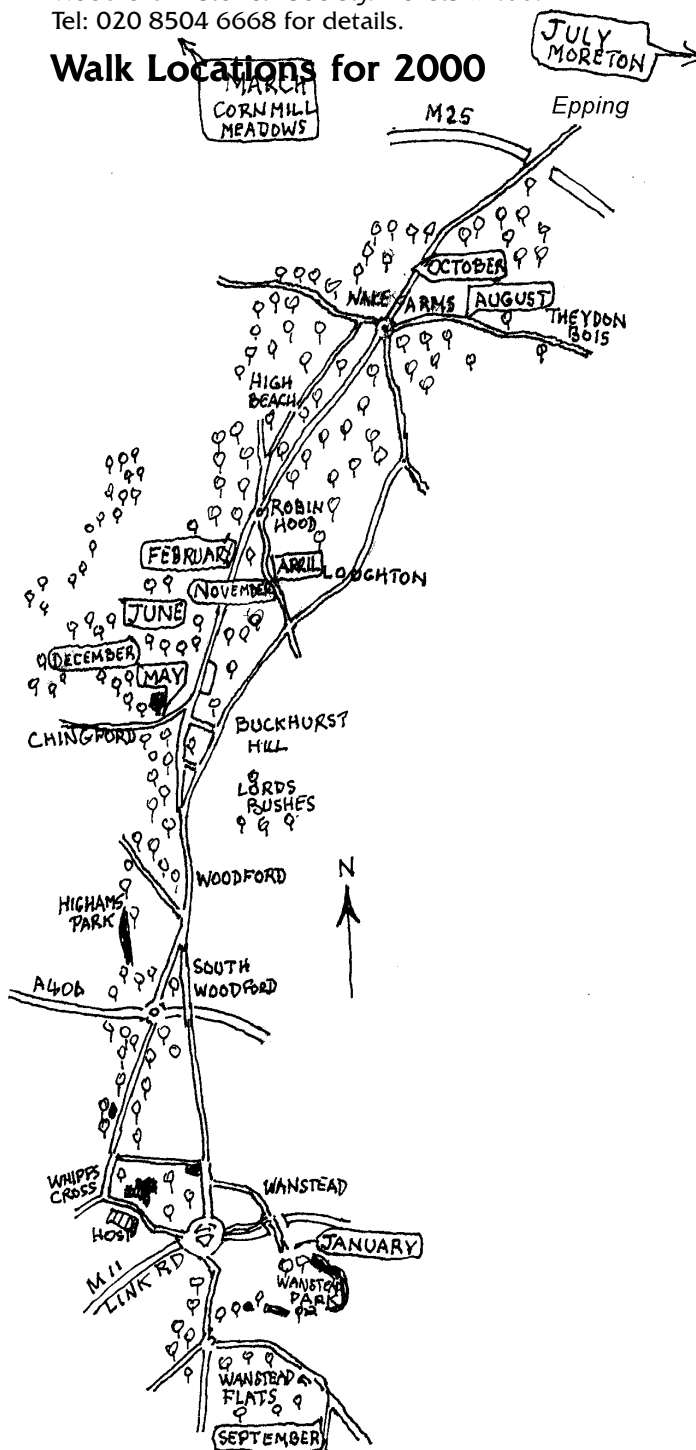 Tel: 020 8504 6668 for details.
Walk Locations for 2000
JULY
MORETON
MARCH
CORNMILL
MEADOWS
M25
Epping
OCTOBER
WAKE ARMS
AUGUST
THEYDON
BOIS
HIGH
BEACH
ROBIN
HOOD
FEBRUARY
APRIL
LOUGHTON
NOVEMBER
JUNE
DECEMBER
MAY
CHINGFORD
BUCKHURST
HILL
LORDS
BUSHES
WOODFORD
N
HIGHAMS
PARK
SOUTH
WOODFORD
A406
WHIPPS
CROSS
WANSTEAD
HOSP
JANUARY
M11
LINK RD
WANSTEAD
PARK
WANSTEAD
FLATS
SEPTEMBER